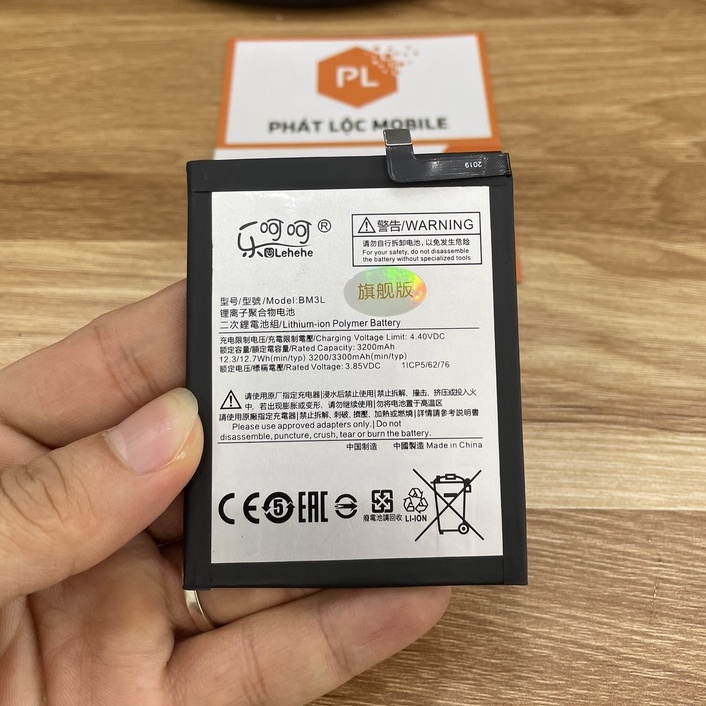 PL
PHÁT LỘC MOBILE
2019
乐呵呵®
Lehehe
警告/WARNING
请勿自行拆卸电池,以免发生危险
For your safety, do not disassemble
the battery without specialized tools
旗舰版
型号/型號/Model: BM3L
锂离子聚合物电池
二次鋰電池組/Lithium-ion Polymer Battery
充电限制电压/充電限制電壓/Charging Voltage Limit: 4.40VDC
额定容量/額定容量/Rated Capacity: 3200mAh
12.3/12.7Wh(min/typ) 3200/3300mAh(min/typ)
额定电压/標稱電壓/Rated Voltage: 3.85VDC 1ICP5/62/76
请使用原厂指定充电器|浸水后禁止使用|禁止拆解、撞击、挤压或投入火
中,若出现膨胀或变形,请勿继续使用|勿将电池置于高温区
請使用原廠指定充電器|禁止拆解、刺破、擠壓、加熱或燃燒|詳情請參見說明書
Please use approved adapters only.| Do not
disassemble, puncture, crush, tear or burn the battery.
中国制造 中國製造 Made in China
CE 5 EAC
廢電池請回收 LI-ION